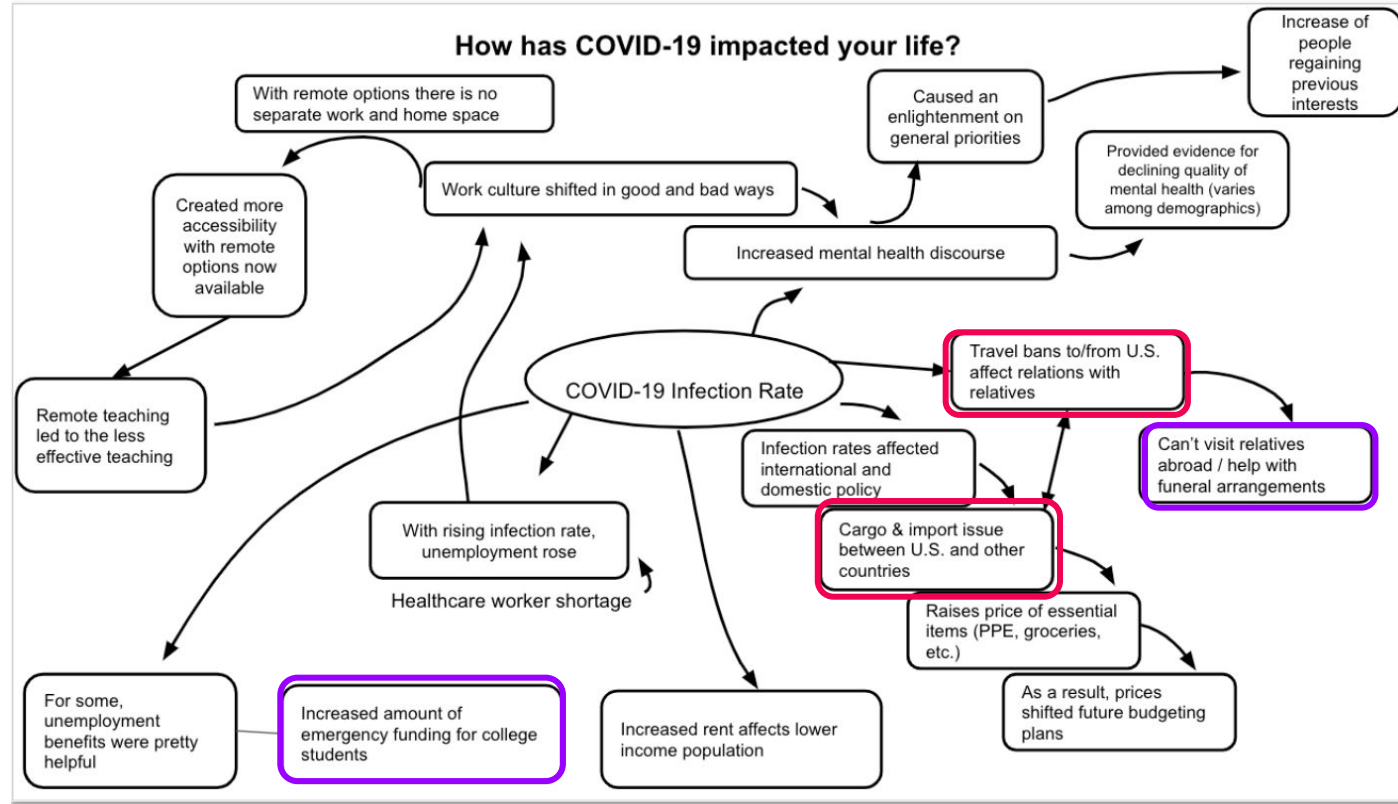 How has COVID-19 impacted your life?
Increase of
people
regaining
previous
interests
With remote options there is no
separate work and home space
Caused an
enlightenment on
general priorities
Provided evidence for
declining quality of
mental health (varies
among demographics)
Work culture shifted in good and bad ways
Created more
accessibility
with remote
options now
available
Increased mental health discourse
Travel bans to/from U.S.
affect relations with
relatives
COVID-19 Infection Rate
Remote teaching
led to the less
effective teaching
Can't visit relatives
abroad / help with
funeral arrangements
Infection rates affected
international and
domestic policy
With rising infection rate,
unemployment rose
Cargo & import issue
between U.S. and other
countries
Healthcare worker shortage
Raises price of essential
items (PPE, groceries,
etc.)
For some,
unemployment
benefits were pretty
helpful
Increased amount of
emergency funding for college
students
Increased rent affects lower
income population
As a result, prices
shifted future budgeting
plans